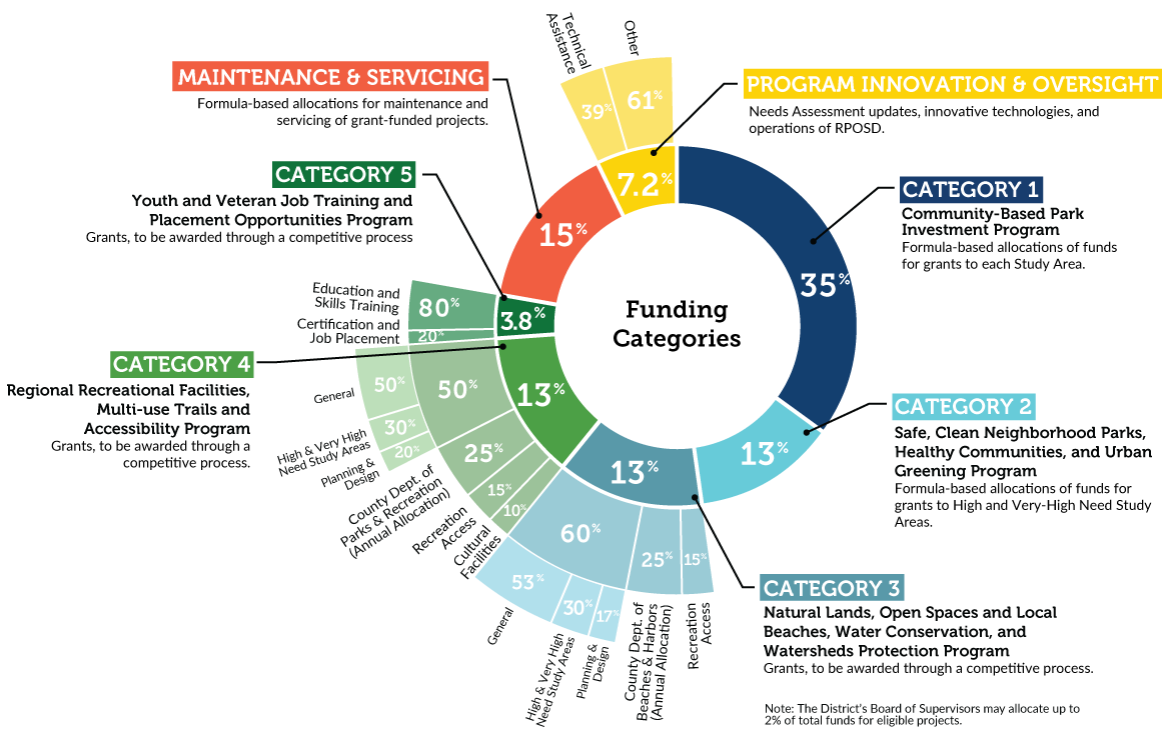 Technical
Assistance
Other
39%
61%
MAINTENANCE & SERVICING
Formula-based allocations for maintenance and
servicing of grant-funded projects.
PROGRAM INNOVATION & OVERSIGHT
Needs Assessment updates, innovative technologies, and
operations of RPOSD.
7.2%
15%
CATEGORY 5
Youth and Veteran Job Training and
Placement Opportunities Program
Grants, to be awarded through a competitive process
CATEGORY 1
Community-Based Park
Investment Program
Formula-based allocations of funds
for grants to each Study Area.
35%
Funding
Categories
Education and
Skills Training
80%
3.8%
Certification and
Job Placement
20%
CATEGORY 4
Regional Recreational Facilities,
Multi-use Trails and
Accessibility Program
Grants, to be awarded through a
competitive process.
13%
50%
General
50%
High & Very High
Need Study Areas
30%
Planning &
Design
20%
County Dept. of
Parks & Recreation
(Annual Allocation)
25%
Recreation
Access
15%
Cultural
Facilities
10%
CATEGORY 2
Safe, Clean Neighborhood Parks,
Healthy Communities, and Urban
Greening Program
Formula-based allocations of funds for
grants to High and Very-High Need Study
Areas.
13%
13%
60%
25%
15%
53%
30%
17%
General
High & Very High
Need Study Areas
Planning &
Design
County Dept. of
Beaches & Harbors
(Annual Allocation)
Recreation
Access
CATEGORY 3
Natural Lands, Open Spaces and Local
Beaches, Water Conservation, and
Watersheds Protection Program
Grants, to be awarded through a competitive process.
Note: The District's Board of Supervisors may allocate up to
2% of total funds for eligible projects.